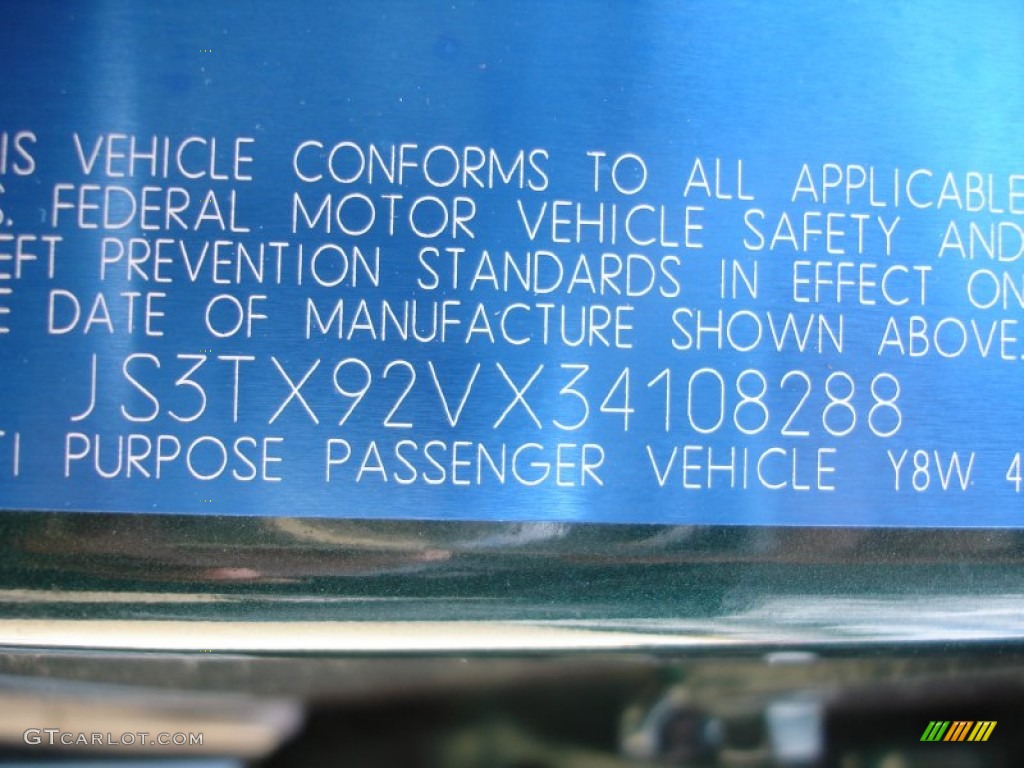 IS VEHICLE CONFORMS TO ALL APPLICABLE
S. FEDERAL MOTOR VEHICLE SAFETY AND
EFT PREVENTION STANDARDS IN EFFECT ON
E DATE OF MANUFACTURE SHOWN ABOVE.
JS3TX92VX34108288
TI PURPOSE PASSENGER VEHICLE Y8W 4
GTCARLOT.COM